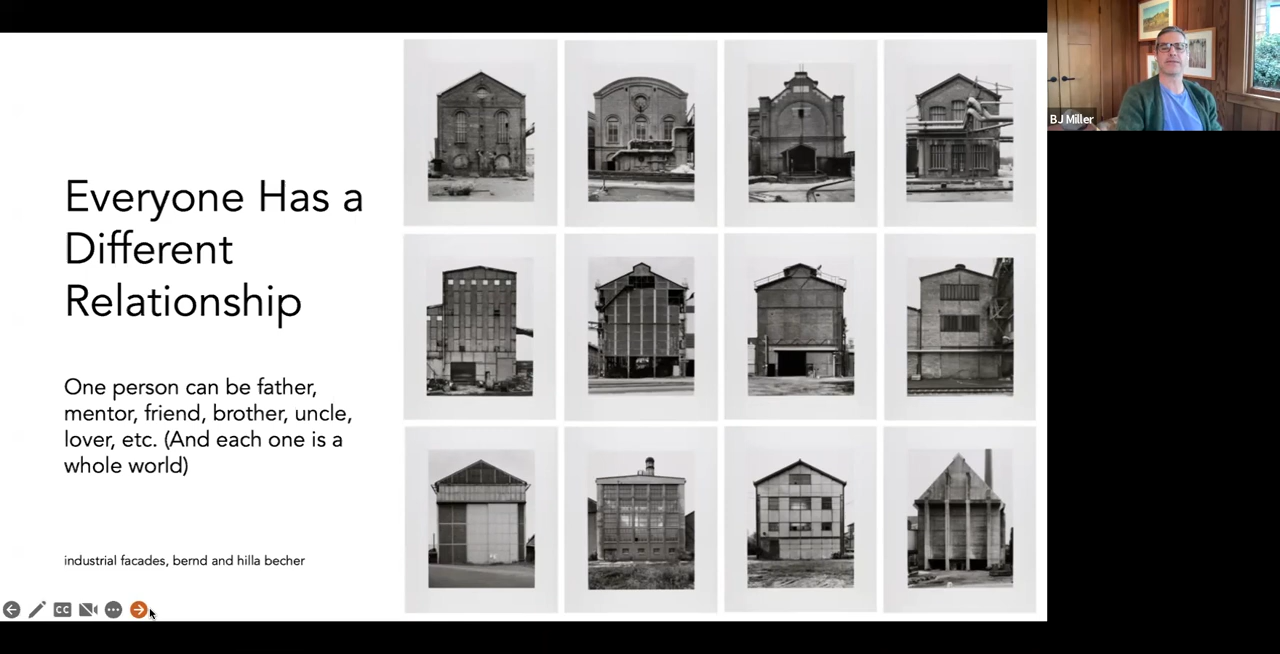 Everyone Has a
Different
Relationship
One person can be father,
mentor, friend, brother, uncle,
lover, etc. (And each one is a
whole world)
industrial facades, bernd and hilla becher
CC
BJ Miller